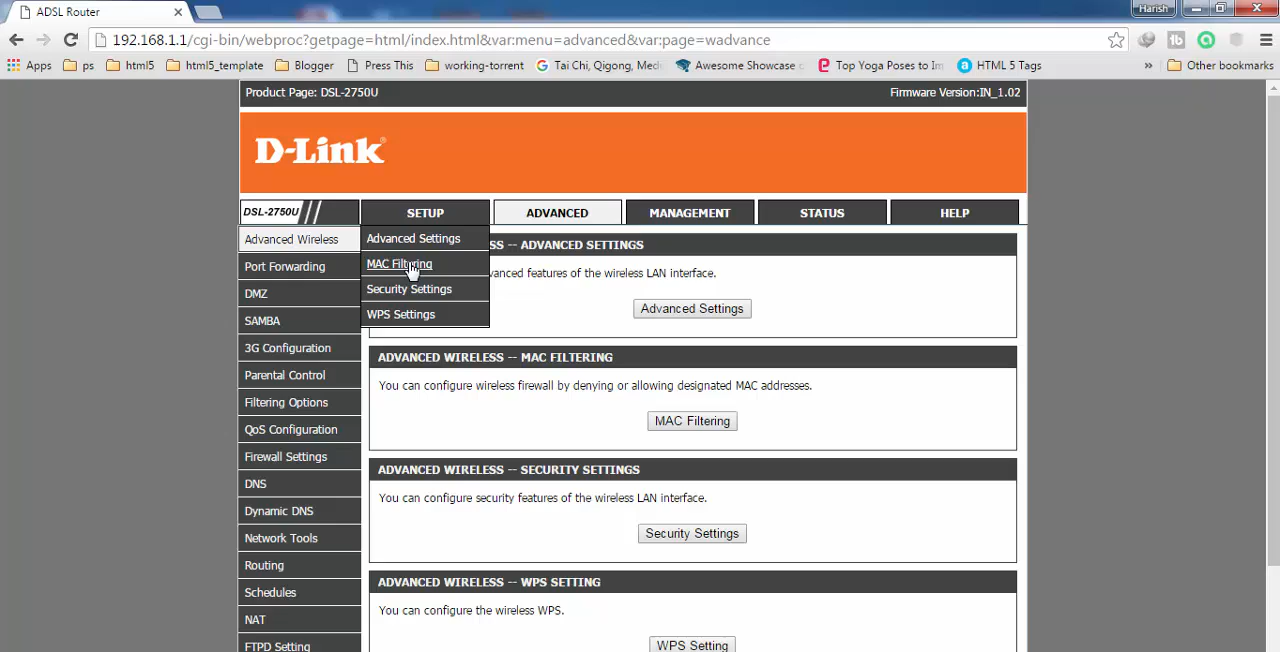 ADSL Router
Harish
192.168.1.1/cgi-bin/webproc?getpage=html/index.html&varmenu=advanced&var:page=wadvance
Apps ps html5 html5_template Blogger Press This working-torrent Tai Chi, Qigong, Med Awesome Showcase Top Yoga Poses to Im HTML 5 Tags » Other bookmarks
Product Page: DSL-2750U Firmware Version:IN_1.02
D-Link
DSL-2750U SETUP ADVANCED MANAGEMENT STATUS HELP
Advanced Wireless
Port Forwarding
DMZ
SAMBA
3G Configuration
Parental Control
Filtering Options
QoS Configuration
Firewall Settings
DNS
Dynamic DNS
Network Tools
Routing
Schedules
NAT
FTPD Setting
Advanced Settings
MAC Filtering
Security Settings
WPS Settings
SS -- ADVANCED SETTINGS
vanced features of the wireless LAN interface.
Advanced Settings
ADVANCED WIRELESS -- MAC FILTERING
You can configure wireless firewall by denying or allowing designated MAC addresses.
MAC Filtering
ADVANCED WIRELESS -- SECURITY SETTINGS
You can configure security features of the wireless LAN interface.
Security Settings
ADVANCED WIRELESS -- WPS SETTING
You can configure the wireless WPS.
WPS Setting